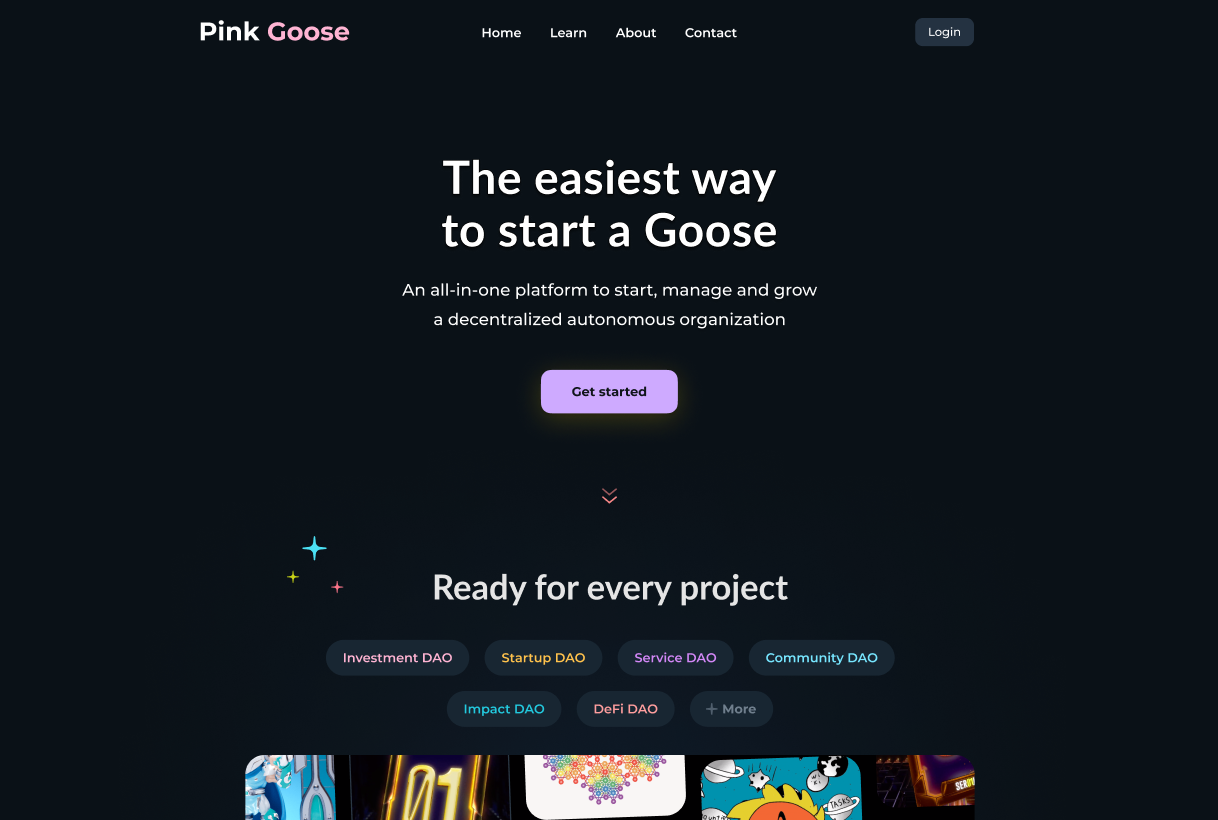 Pink Goose
Home Learn About Contact
Login
The easiest way
to start a Goose
An all-in-one platform to start, manage and grow
a decentralized autonomous organization
Get started
Ready for every project
Investment DAO Startup DAO Service DAO Community DAO
Impact DAO DeFi DAO + More
01
TASKS